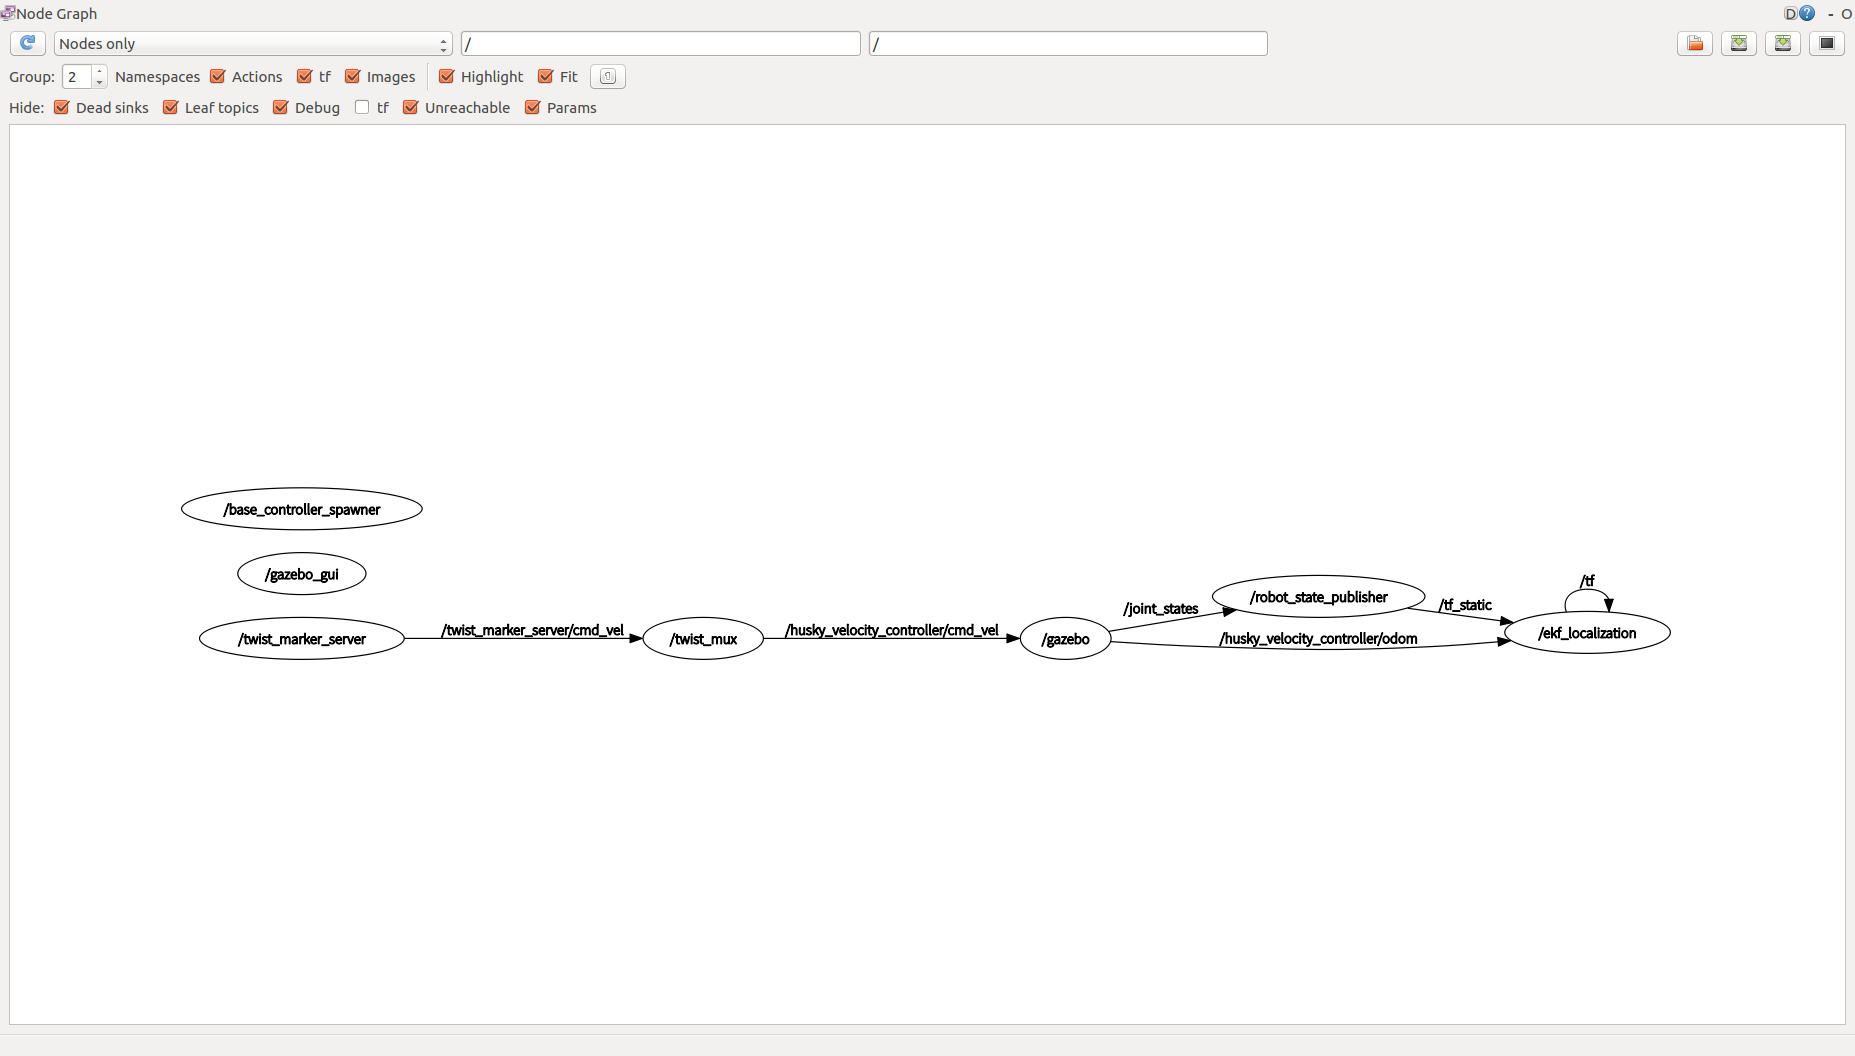 Node Graph D ? - O
Nodes only / /
Group: 2 Namespaces Actions tf Images Highlight Fit
Hide: Dead sinks Leaf topics Debug tf Unreachable Params
/base_controller_spawner
/gazebo_gui
/twist_marker_server
/twist_marker_server/cmd_vel
/twist_mux
/husky_velocity_controller/cmd_vel
/gazebo
/joint_states
/robot_state_publisher
/tf_static
/husky_velocity_controller/odom
/tf
/ekf_localization